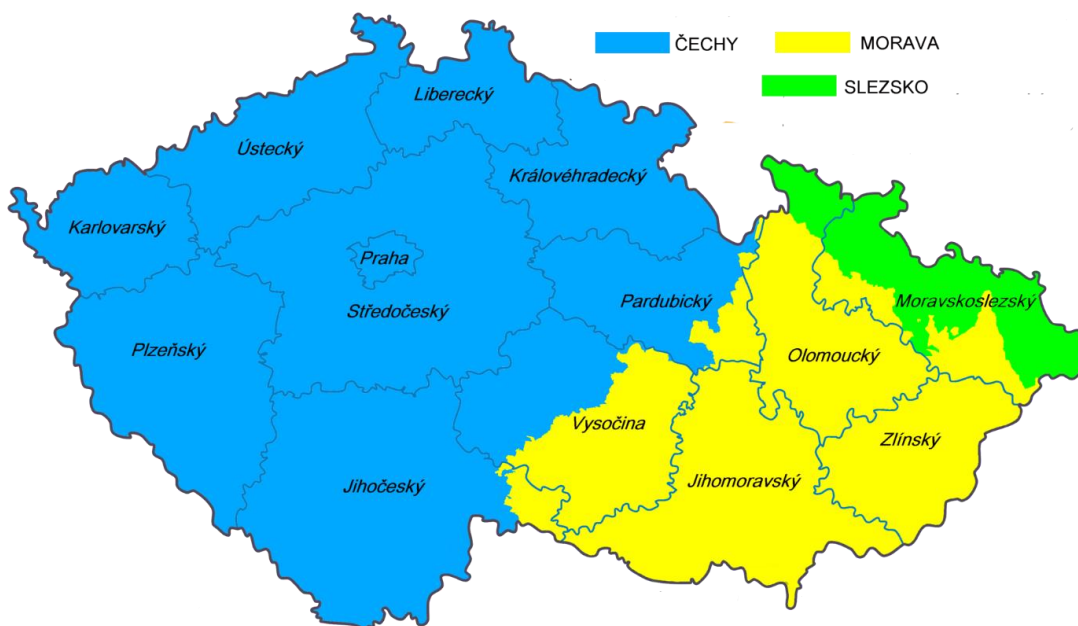 ČECHY
MORAVA
SLEZSKO
Liberecký
Ústecký
Královéhradecký
Karlovarský
Praha
Středočeský
Pardubický
Moravskoslezský
Plzeňský
Olomoucký
Vysočina
Zlínský
Jihočeský
Jihomoravský